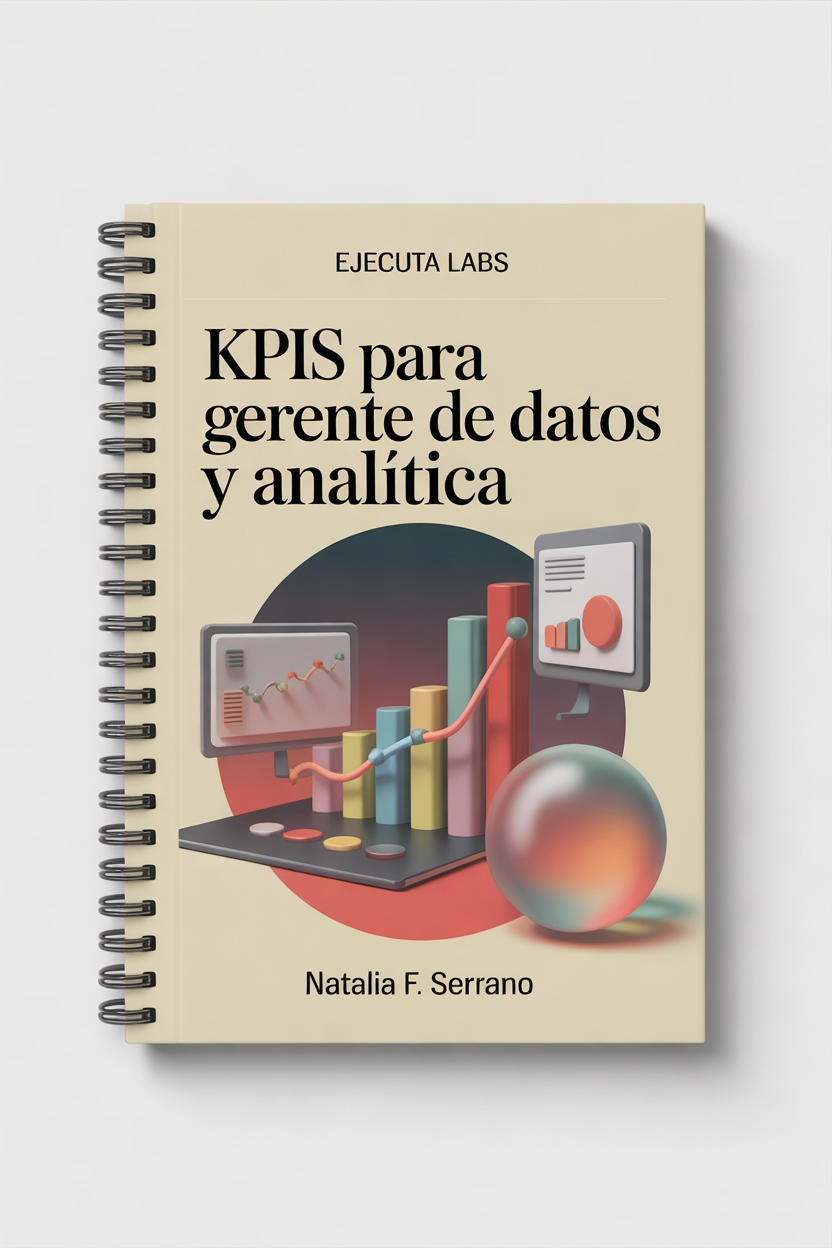 EJECUTA LABS
KPIS para
gerente de datos
y analítica
Natalia F. Serrano